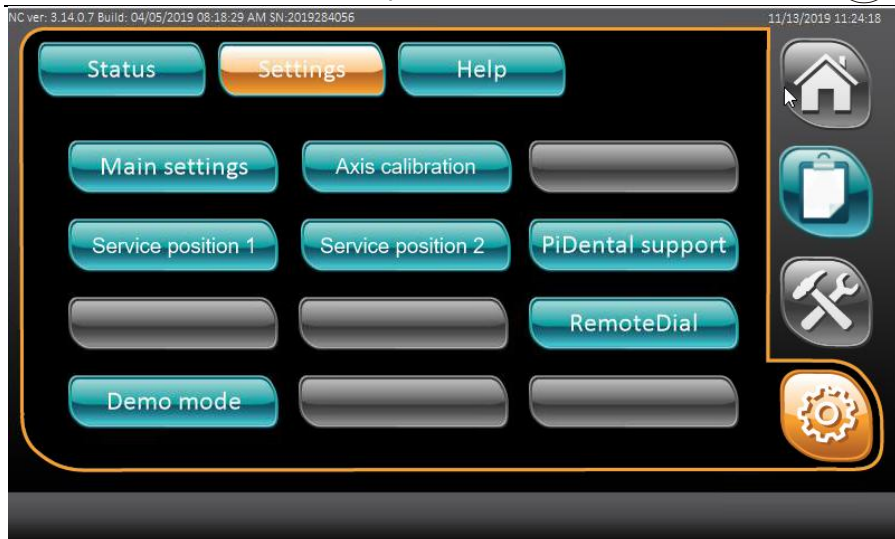 NC ver: 3.14.0.7 Build: 04/05/2019 08:18:29 AM SN:2019284056 11/13/2019 11:24:18
Status Settings Help
Main settings Axis calibration
Service position 1 Service position 2 PiDental support
RemoteDial
Demo mode